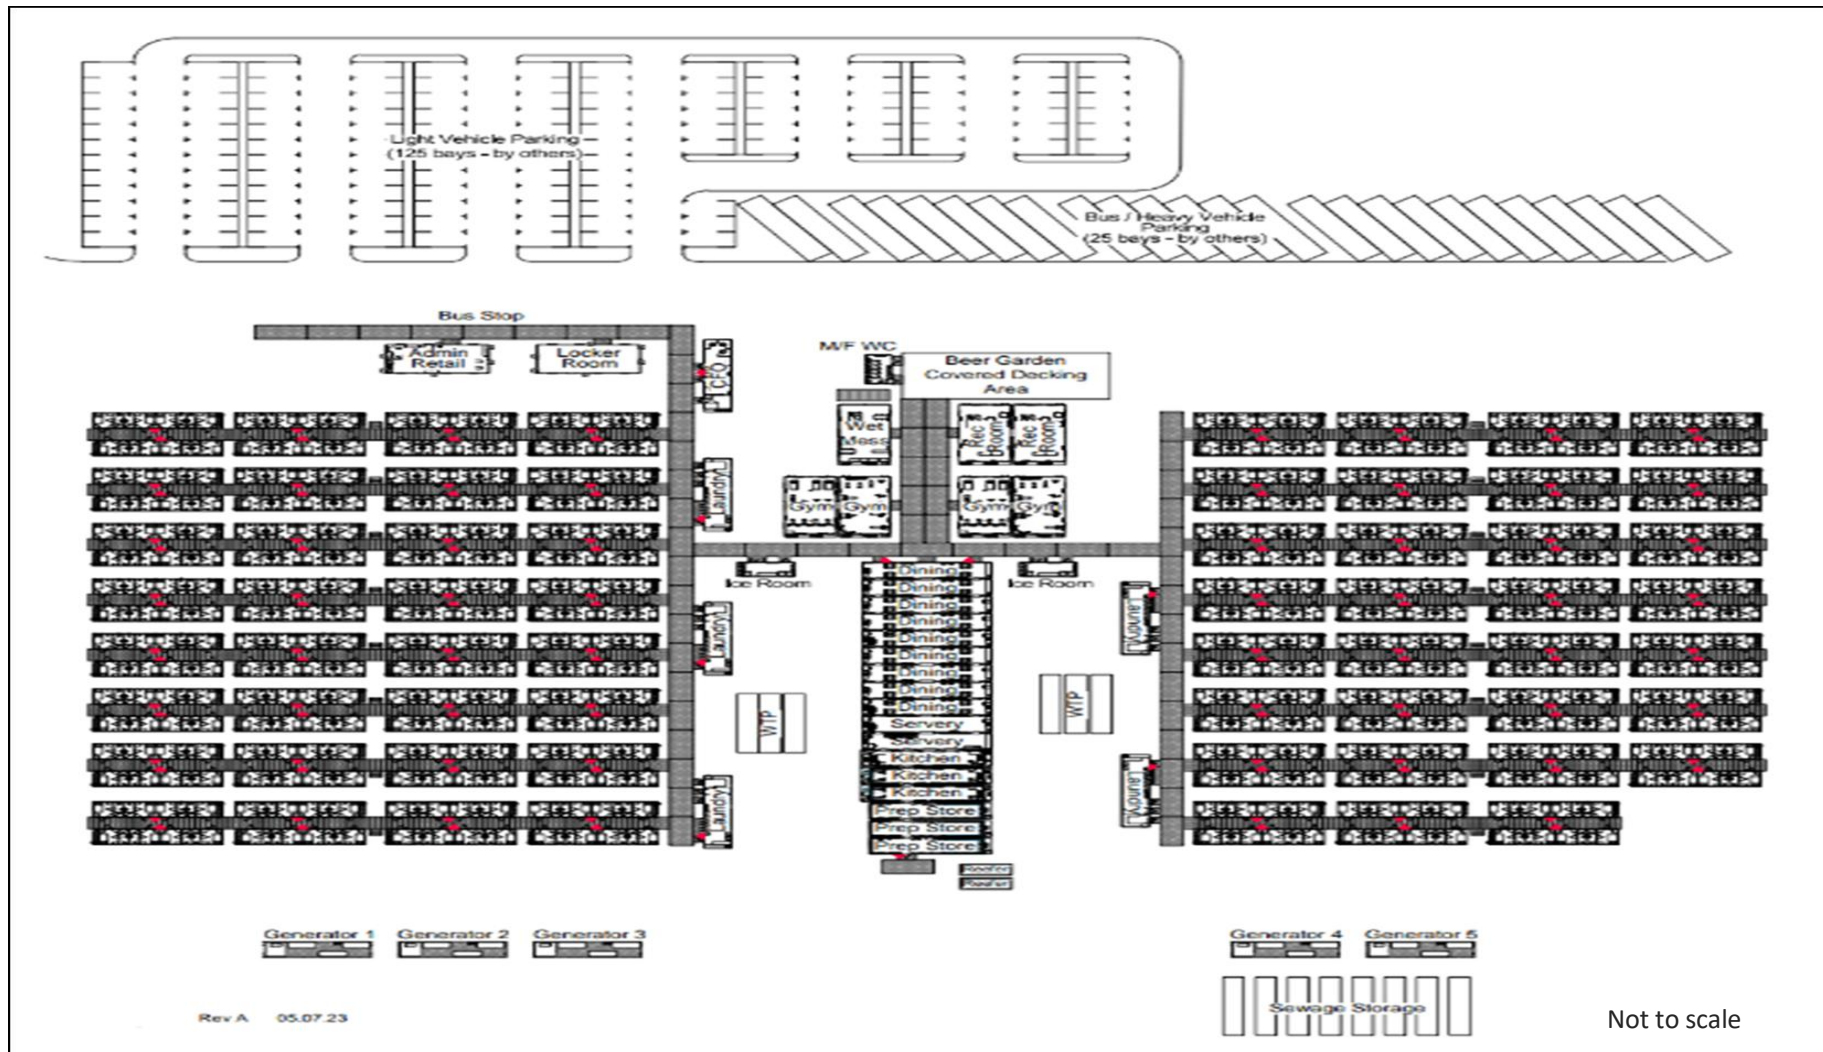 Light Vehicle Parking
(125 bays - by others)
Bus / Heavy Vehicle
Parking
(25 bays - by others)
Bus Stop
Admin
Retail
Locker
Room
CFO
M/F WC
Beer Garden
Covered Decking
Area
Wet
Mess
Rec
Room
Rec
Room
Laundry
Gym
Gym
Gym
Gym
Ice Room
Ice Room
Dining
Dining
Dining
Dining
Dining
Dining
Dining
Dining
Dining
Servery
Servery
Kitchen
Kitchen
Kitchen
Prep Store
Prep Store
Prep Store
Reefer
Reefer
Laundry
Laundry
WTP
WTP
Laundry
Laundry
Generator 1
Generator 2
Generator 3
Generator 4
Generator 5
Sewage Storage
Rev A 05.07.23
Not to scale